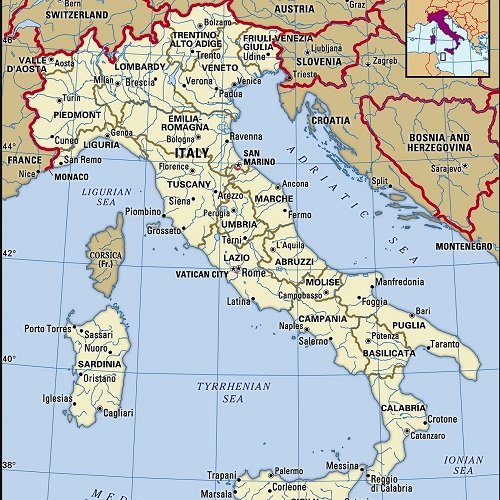 Bern
SWITZERLAND
AUSTRIA
Graz
46
Bolzano
TRENTINO
ALTO ADIGE
FRIULI-VENEZIA
GIULIA
Ljubljana
Zagreb
SLOVENIA
VALLE
D'AOSTA
Aosta
LOMBARDY
Trento
VENETO
Udine
Trieste
Milan
Brescia
Verona
Venice
Padua
Turin
PIEDMONT
EMILIA-
ROMAGNA
Bologna
Ravenna
CROATIA
BOSNIA AND
HERZEGOVINA
Sarajevo
44
Cuneo
Genoa
LIGURIA
ITALY
SAN
MARINO
FRANCE
Nice
San Remo
MONACO
Florence
TUSCANY
Arezzo
Ancona
MARCHE
Split
ADRIATIC SEA
LIGURIAN
SEA
Siena
Perugia
Fermo
Piombino
UMBRIA
Grosseto
Terni
L'Aquila
MONTENEGRO
42
CORSICA
(Fr.)
LAZIO
ABRUZZI
VATICAN CITY
Rome
MOLISE
Manfredonia
Latina
Campobasso
Foggia
Bari
Porto Torres
Sassari
CAMPANIA
PUGLIA
Naples
Salerno
Potenza
Taranto
Nuoro
BASILICATA
40
SARDINIA
Oristano
TYRRHENIAN
SEA
Iglesias
Cagliari
CALABRIA
Crotone
Catanzaro
IONIAN
SEA
38
Messina
Palermo
Trapani
Reggio
di Calabria
Corleone
Marsala
MED